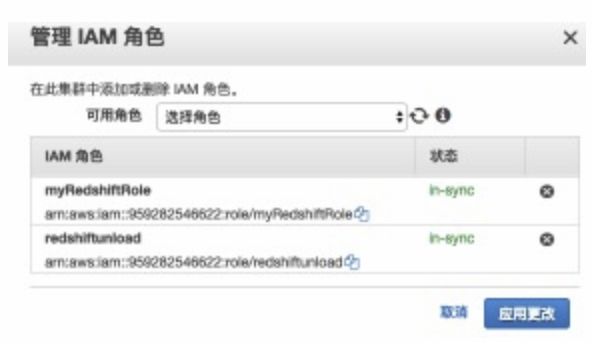 管理 IAM 角色
在此集群中添加或删除 IAM 角色。
可用角色 选择角色
IAM 角色 状态
myRedshiftRole in-sync
arn:aws:iam::959282546622:role/myRedshiftRole
redshiftunload in-sync
arn:aws:iam::959282546622:role/redshiftunload
取消 应用更改